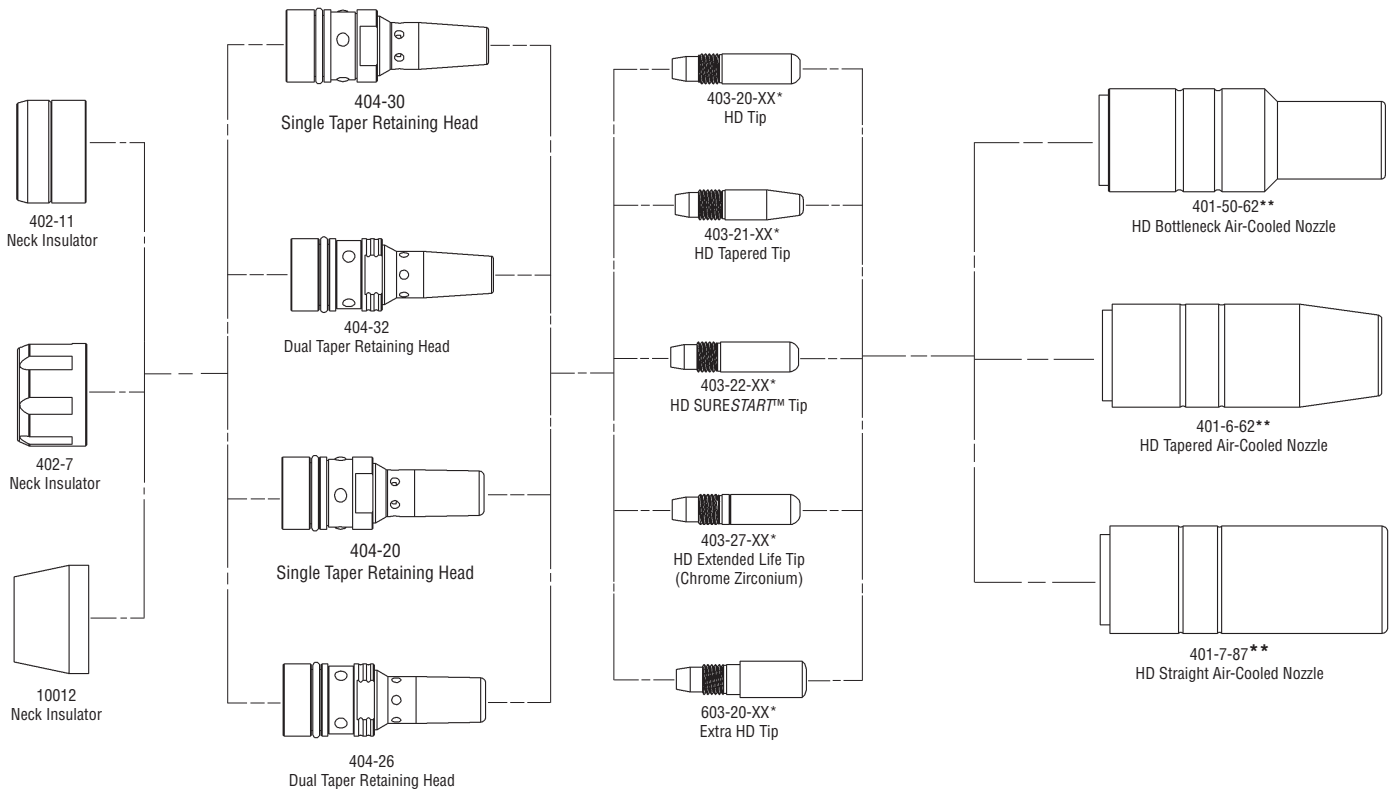 402-11
Neck Insulator
402-7
Neck Insulator
10012
Neck Insulator
404-30
Single Taper Retaining Head
404-32
Dual Taper Retaining Head
404-20
Single Taper Retaining Head
404-26
Dual Taper Retaining Head
403-20-XX*
HD Tip
403-21-XX*
HD Tapered Tip
403-22-XX*
HD SURESTART™ Tip
403-27-XX*
HD Extended Life Tip
(Chrome Zirconium)
603-20-XX*
Extra HD Tip
401-50-62**
HD Bottleneck Air-Cooled Nozzle
401-6-62**
HD Tapered Air-Cooled Nozzle
401-7-87**
HD Straight Air-Cooled Nozzle